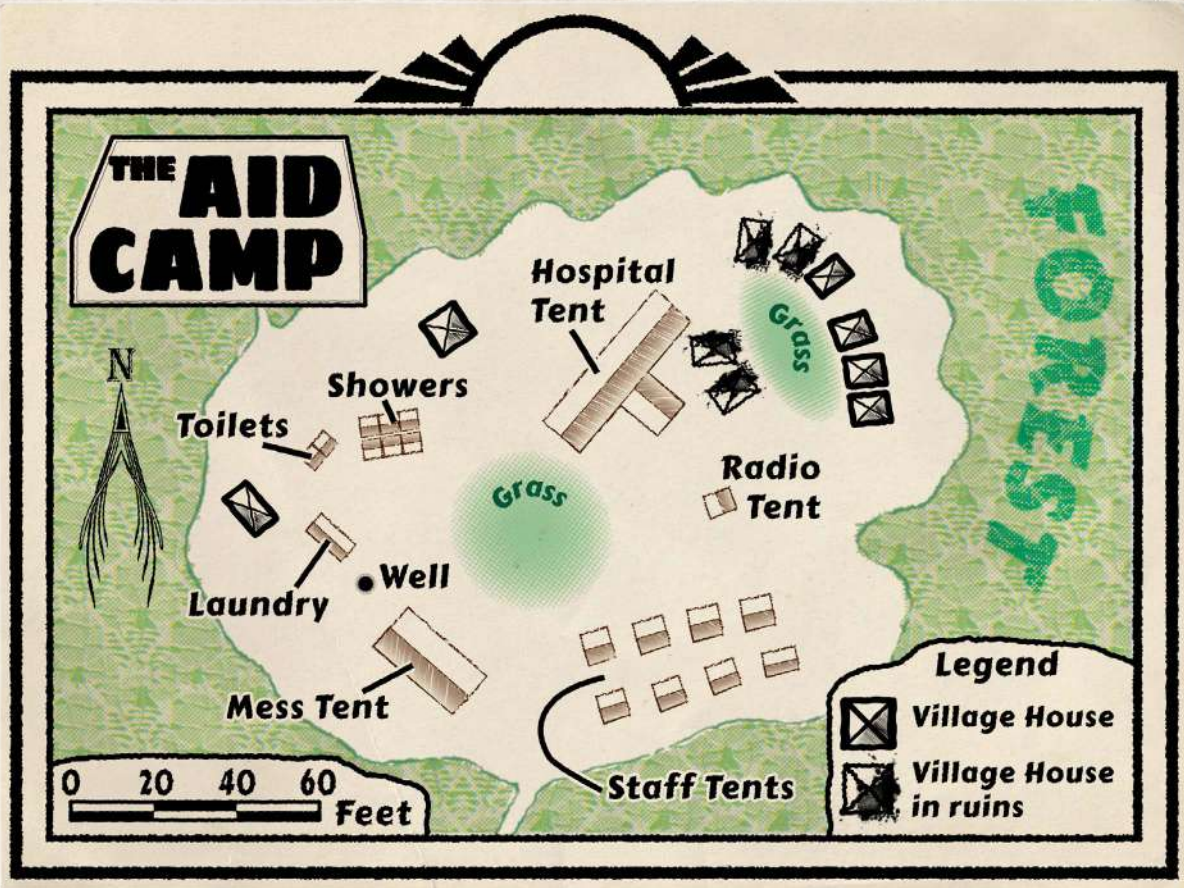 THE AID
CAMP
N
Hospital
Tent
Grass
Showers
Toilets
Grass
Radio
Tent
Well
Laundry
Mess Tent
Staff Tents
FOREST
0 20 40 60
Feet
Legend
Village House
Village House
in ruins